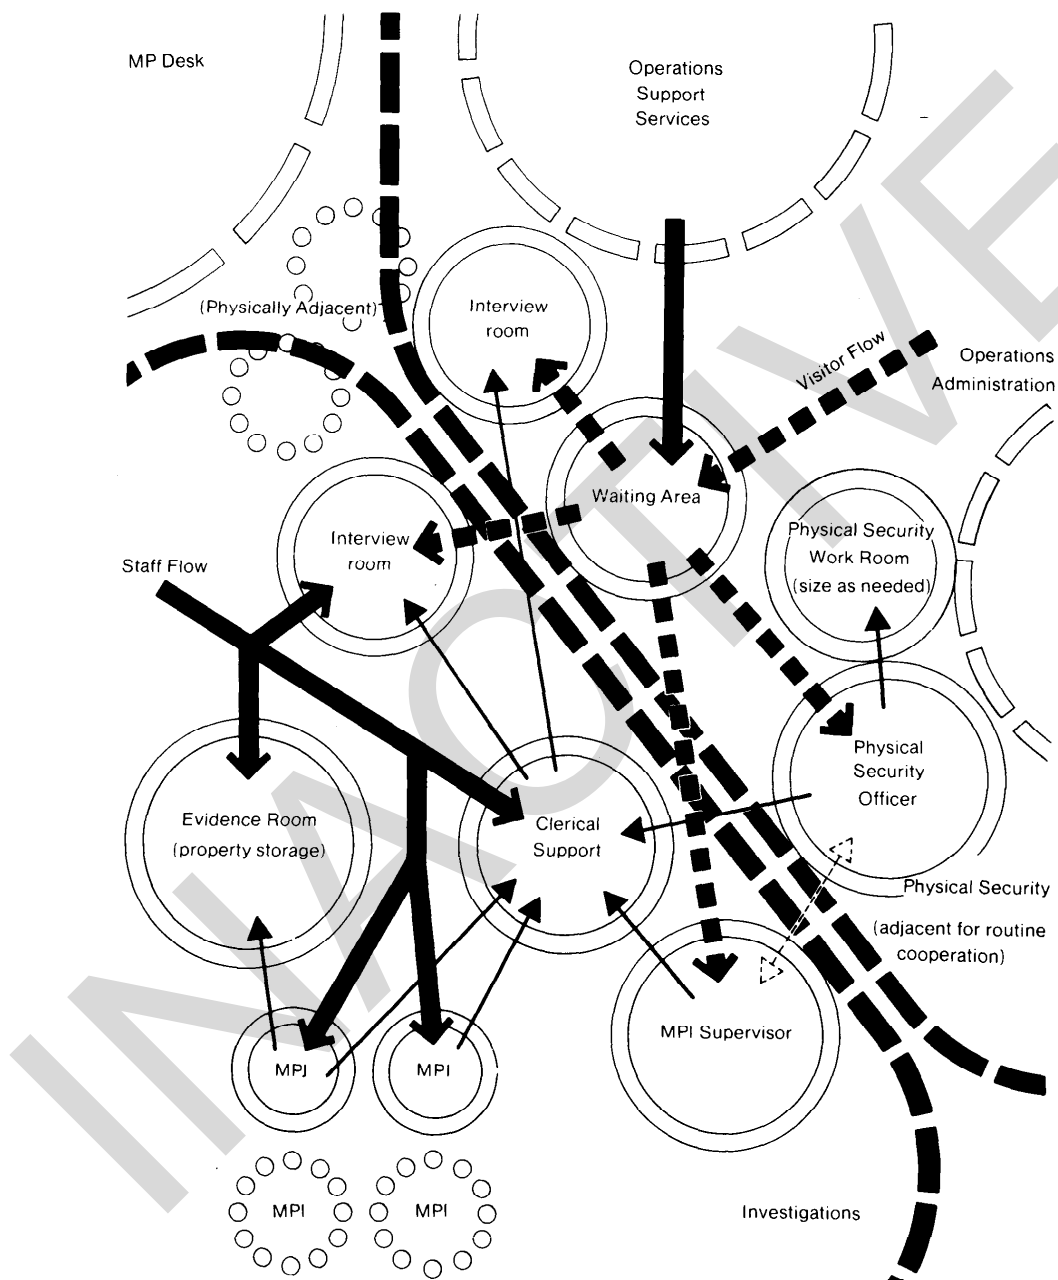 MP Desk
Operations
Support
Services
(Physically Adjacent)
Interview
room
Visitor Flow
Operations
Administration
Waiting Area
Physical Security
Work Room
(size as needed)
Interview
room
Staff Flow
Physical
Security
Officer
Evidence Room
(property storage)
Clerical
Support
Physical Security
(adjacent for routine
cooperation)
MPI Supervisor
MPI
MPI
MPI
MPI
Investigations
INACTIVE